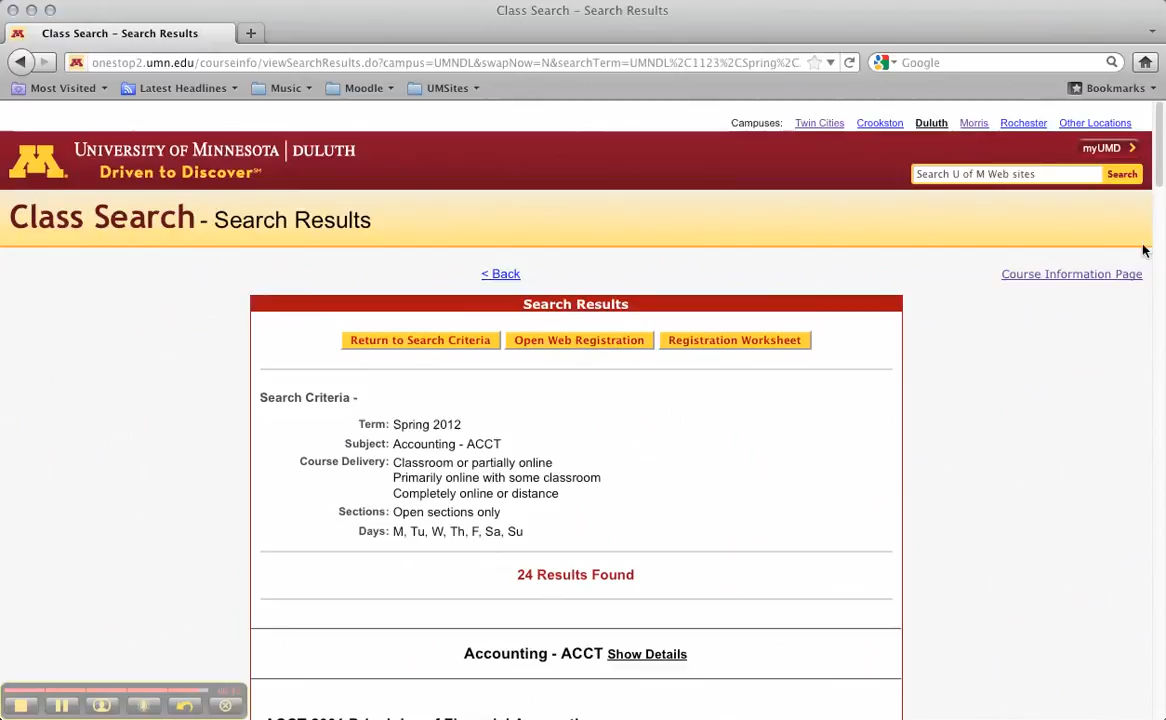 Class Search – Search Results
Class Search – Search Results
onestop2.umn.edu/courseinfo/viewSearchResults.do?campus=UMNDL&swapNow=N&searchTerm=UMNDL%2C1123%2CSpring%2C
Google
Most Visited
Latest Headlines
Music
Moodle
UMSites
Bookmarks
Campuses: Twin Cities Crookston Duluth Morris Rochester Other Locations
UNIVERSITY OF MINNESOTA | DULUTH
Driven to Discover℠
myUMD
Search U of M Web sites
Search
Class Search - Search Results
< Back
Course Information Page
Search Results
Return to Search Criteria
Open Web Registration
Registration Worksheet
Search Criteria -
Term: Spring 2012
Subject: Accounting - ACCT
Course Delivery: Classroom or partially online
Primarily online with some classroom
Completely online or distance
Sections: Open sections only
Days: M, Tu, W, Th, F, Sa, Su
24 Results Found
Accounting - ACCT Show Details